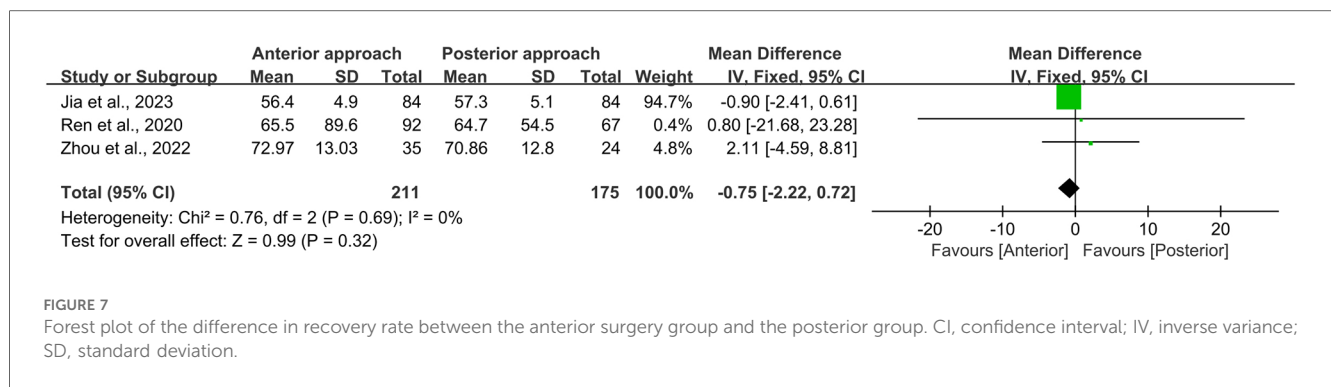 Anterior approach Posterior approach Mean Difference Mean Difference
Study or Subgroup Mean SD Total Mean SD Total Weight IV, Fixed, 95% CI IV, Fixed, 95% CI
Jia et al., 2023 56.4 4.9 84 57.3 5.1 84 94.7% -0.90 [-2.41, 0.61]
Ren et al., 2020 65.5 89.6 92 64.7 54.5 67 0.4% 0.80 [-21.68, 23.28]
Zhou et al., 2022 72.97 13.03 35 70.86 12.8 24 4.8% 2.11 [-4.59, 8.81]
Total (95% CI) 211 175 100.0% -0.75 [-2.22, 0.72]
Heterogeneity: Chi² = 0.76, df = 2 (P = 0.69); I² = 0%
Test for overall effect: Z = 0.99 (P = 0.32)
-20 -10 0 10 20
Favours [Anterior] Favours [Posterior]
FIGURE 7
Forest plot of the difference in recovery rate between the anterior surgery group and the posterior group. CI, confidence interval; IV, inverse variance;
SD, standard deviation.